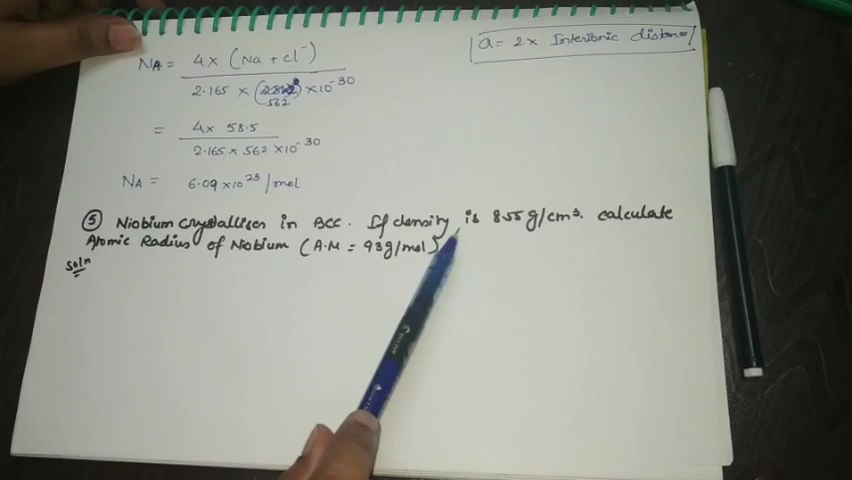 a = 2 x Interionic distance
NA = 4 x (Na + Cl⁻)
2.165 x ( )³ x 10⁻³⁰
562
= 4 x 58.5
2.165 x 562 x 10⁻³⁰
NA = 6.09 x 10²³ / mol
⑤ Niobium crystallises in BCC. If density is 8.55 g/cm³. calculate
Atomic Radius of Niobium (A.M = 93g/mol)
Solⁿ